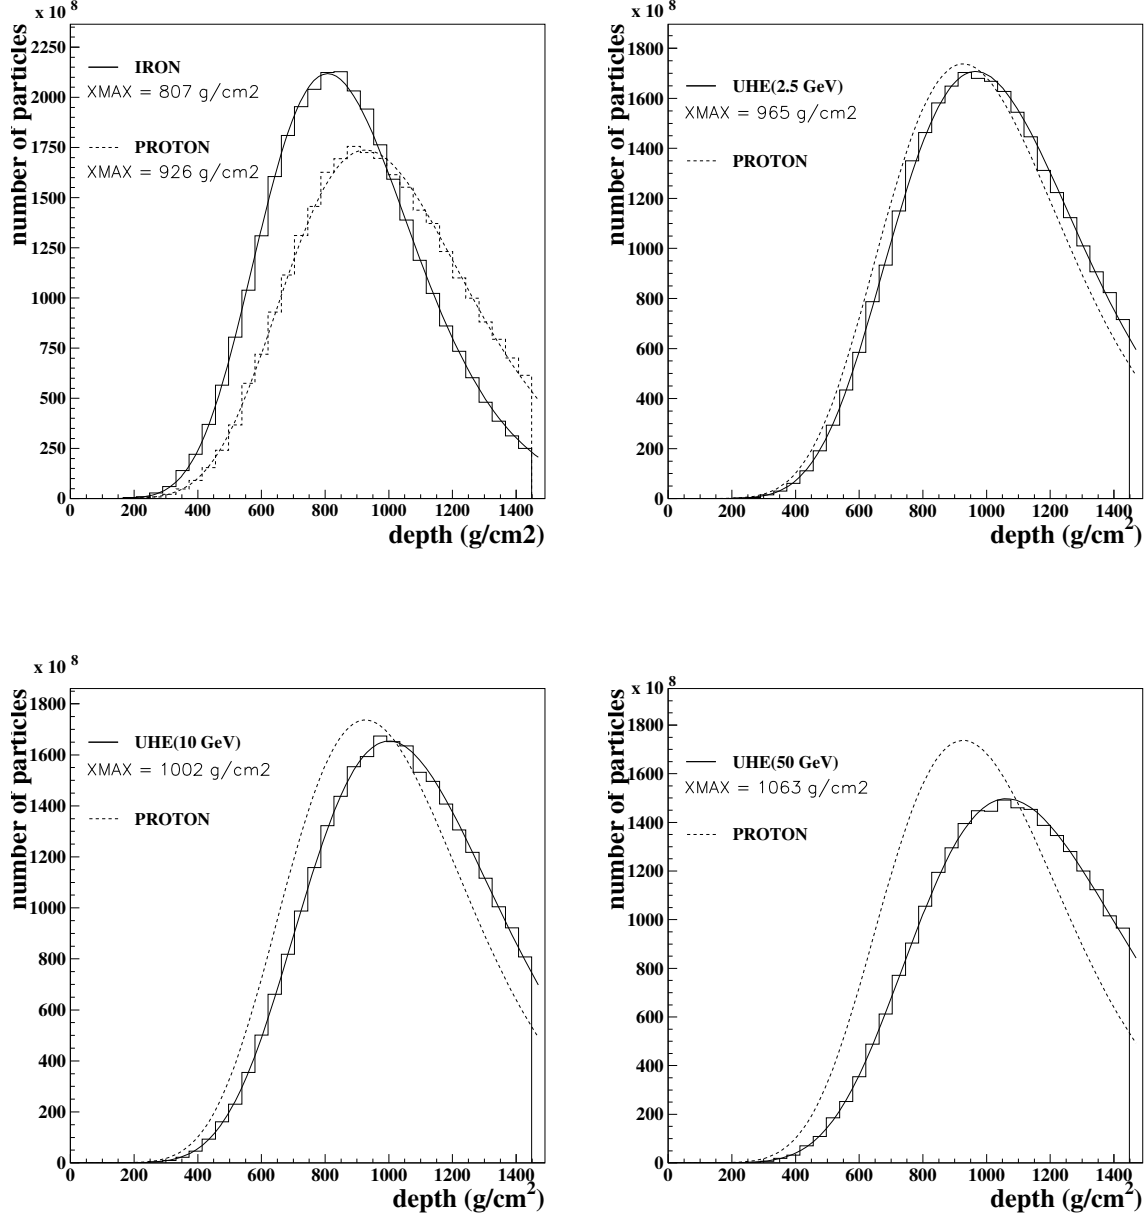 x 10 8
number of particles
2250
2000
1750
1500
1250
1000
750
500
250
0
IRON
XMAX = 807 g/cm2
PROTON
XMAX = 926 g/cm2
200 400 600 800 1000 1200 1400
depth (g/cm2)
x 10 8
number of particles
1800
1600
1400
1200
1000
800
600
400
200
0
UHE(2.5 GeV)
XMAX = 965 g/cm2
PROTON
0 200 400 600 800 1000 1200 1400
depth (g/cm2)
x 10 8
number of particles
1800
1600
1400
1200
1000
800
600
400
200
0
UHE(10 GeV)
XMAX = 1002 g/cm2
PROTON
0 200 400 600 800 1000 1200 1400
depth (g/cm2)
x 10 8
number of particles
1800
1600
1400
1200
1000
800
600
400
200
0
UHE(50 GeV)
XMAX = 1063 g/cm2
PROTON
0 200 400 600 800 1000 1200 1400
depth (g/cm2)